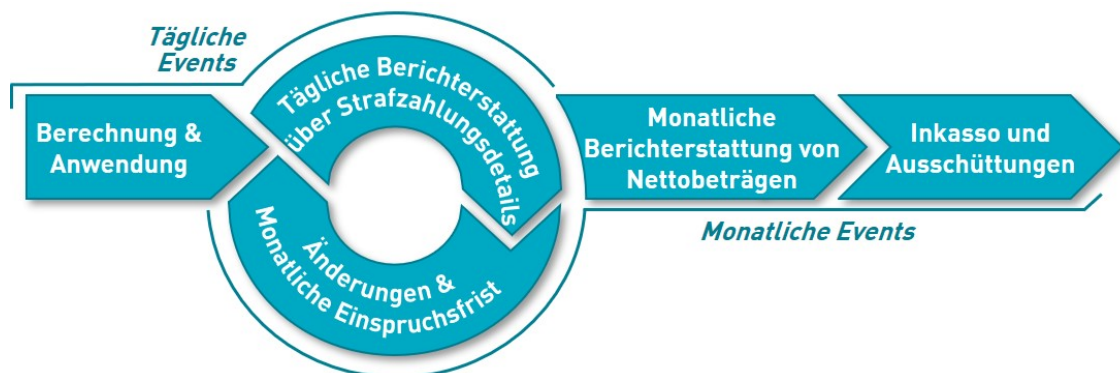 Tägliche
Events
Berechnung &
Anwendung
Tägliche Berichterstattung
über Strafzahlungsdetails
Änderungen &
Monatliche Einspruchsfrist
Monatliche
Berichterstattung von
Nettobeträgen
Inkasso und
Ausschüttungen
Monatliche Events